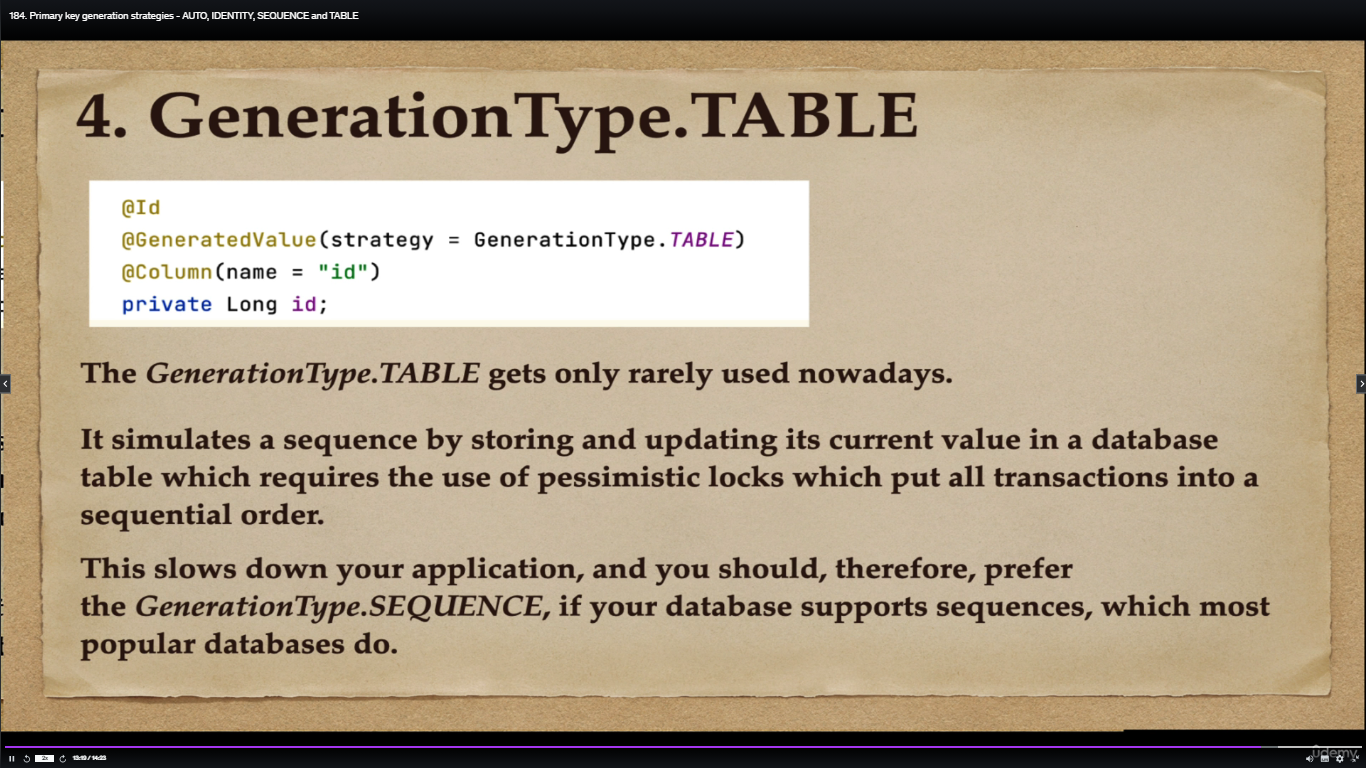 184. Primary key generation strategies - AUTO, IDENTITY, SEQUENCE and TABLE
4. GenerationType.TABLE
@Id
@GeneratedValue(strategy = GenerationType.TABLE)
@Column(name = "id")
private Long id;
The GenerationType.TABLE gets only rarely used nowadays.
It simulates a sequence by storing and updating its current value in a database
table which requires the use of pessimistic locks which put all transactions into a
sequential order.
This slows down your application, and you should, therefore, prefer
the GenerationType.SEQUENCE, if your database supports sequences, which most
popular databases do.
ûdemy
2x
13:19 / 14:23